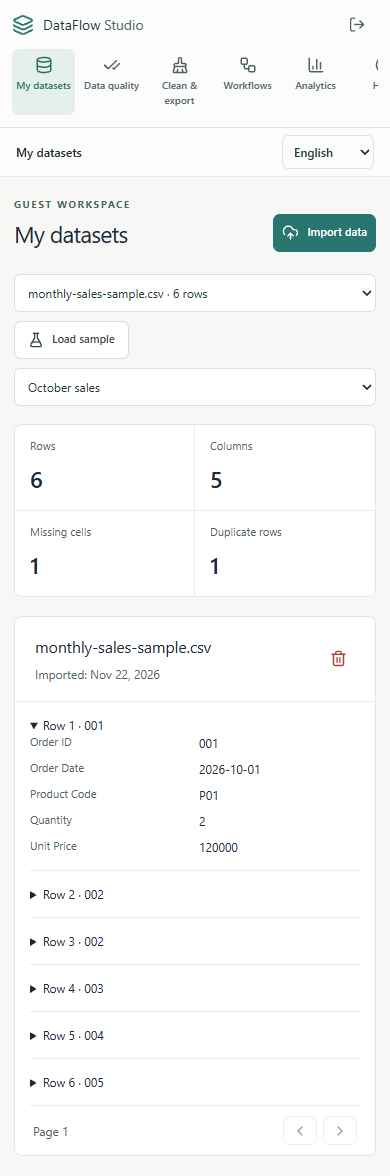 DataFlow Studio
My datasets
Data quality
Clean &
export
Workflows
Analytics
My datasets
English
GUEST WORKSPACE
My datasets
Import data
monthly-sales-sample.csv · 6 rows
Load sample
October sales
Rows
Columns
6
5
Missing cells
Duplicate rows
1
1
monthly-sales-sample.csv
Imported: Nov 22, 2026
Row 1 · 001
Order ID 001
Order Date 2026-10-01
Product Code P01
Quantity 2
Unit Price 120000
Row 2 · 002
Row 3 · 002
Row 4 · 003
Row 5 · 004
Row 6 · 005
Page 1